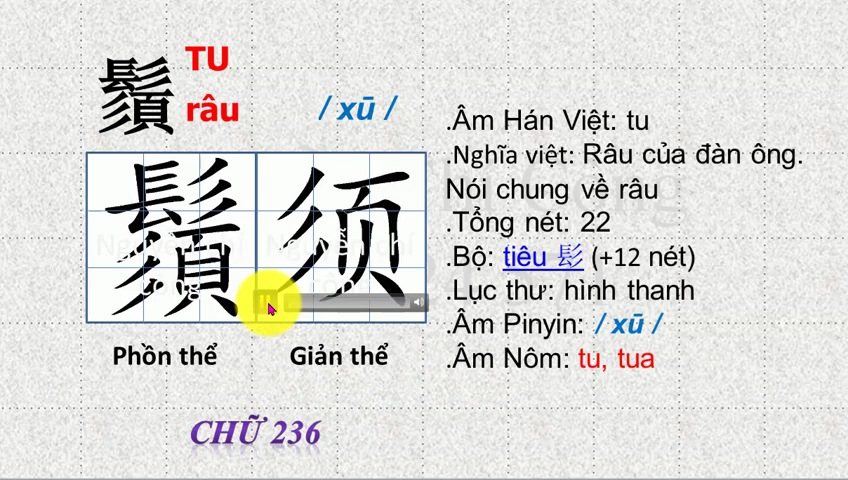 鬚
TU
râu
/ xū /
鬚 须
Phồn thể Giản thể
CHỮ 236
.Âm Hán Việt: tu
.Nghĩa việt: Râu của đàn ông.
Nói chung về râu
.Tổng nét: 22
.Bộ: tiêu 髟 (+12 nét)
.Lục thư: hình thanh
.Âm Pinyin: / xū /
.Âm Nôm: tu, tua